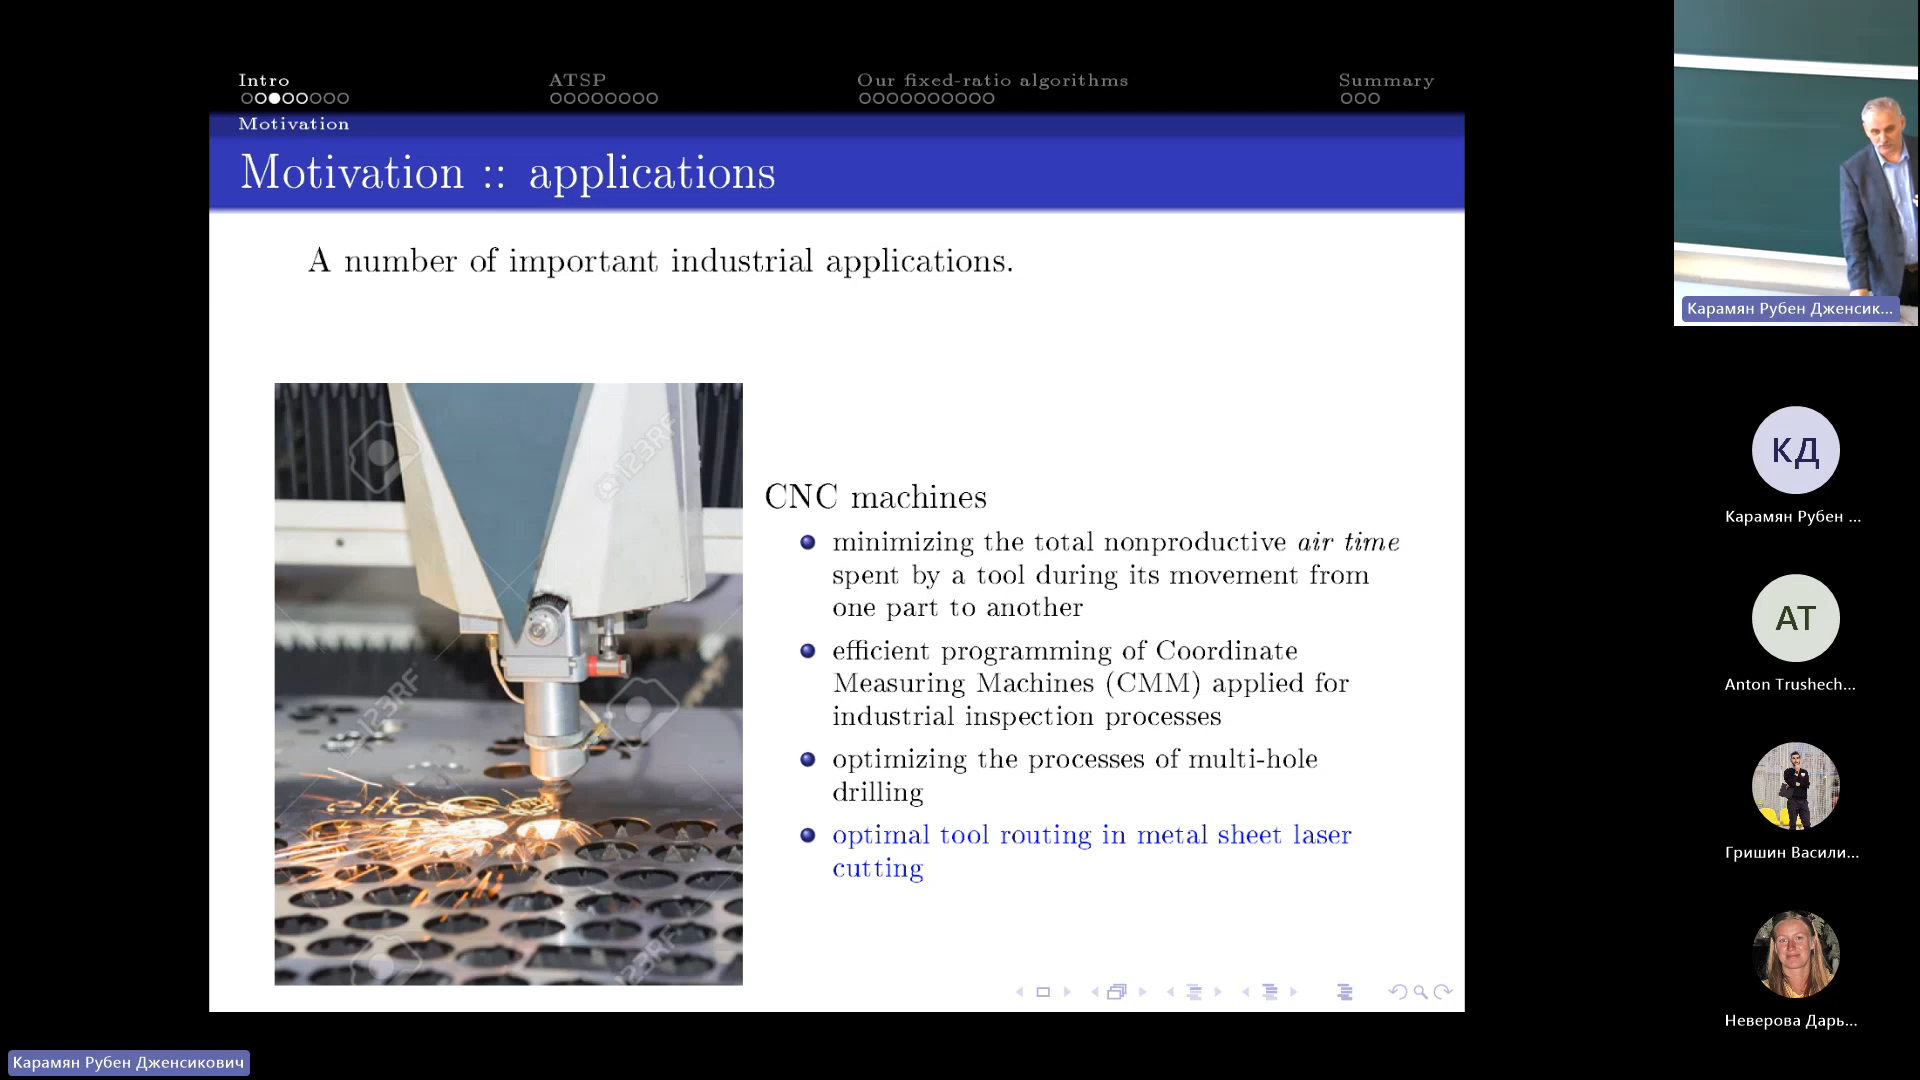 Intro
ATSP
Our fixed-ratio algorithms
Summary
Motivation
Motivation :: applications
A number of important industrial applications.
123RF
123RF
123RF
CNC machines
minimizing the total nonproductive air time
spent by a tool during its movement from
one part to another
efficient programming of Coordinate
Measuring Machines (CMM) applied for
industrial inspection processes
optimizing the processes of multi-hole
drilling
optimal tool routing in metal sheet laser
cutting
Карамян Рубен Дженсик...
КД
Карамян Рубен ...
AT
Anton Trushech...
Гришин Васили...
Неверова Дарь...
Карамян Рубен Дженсикович